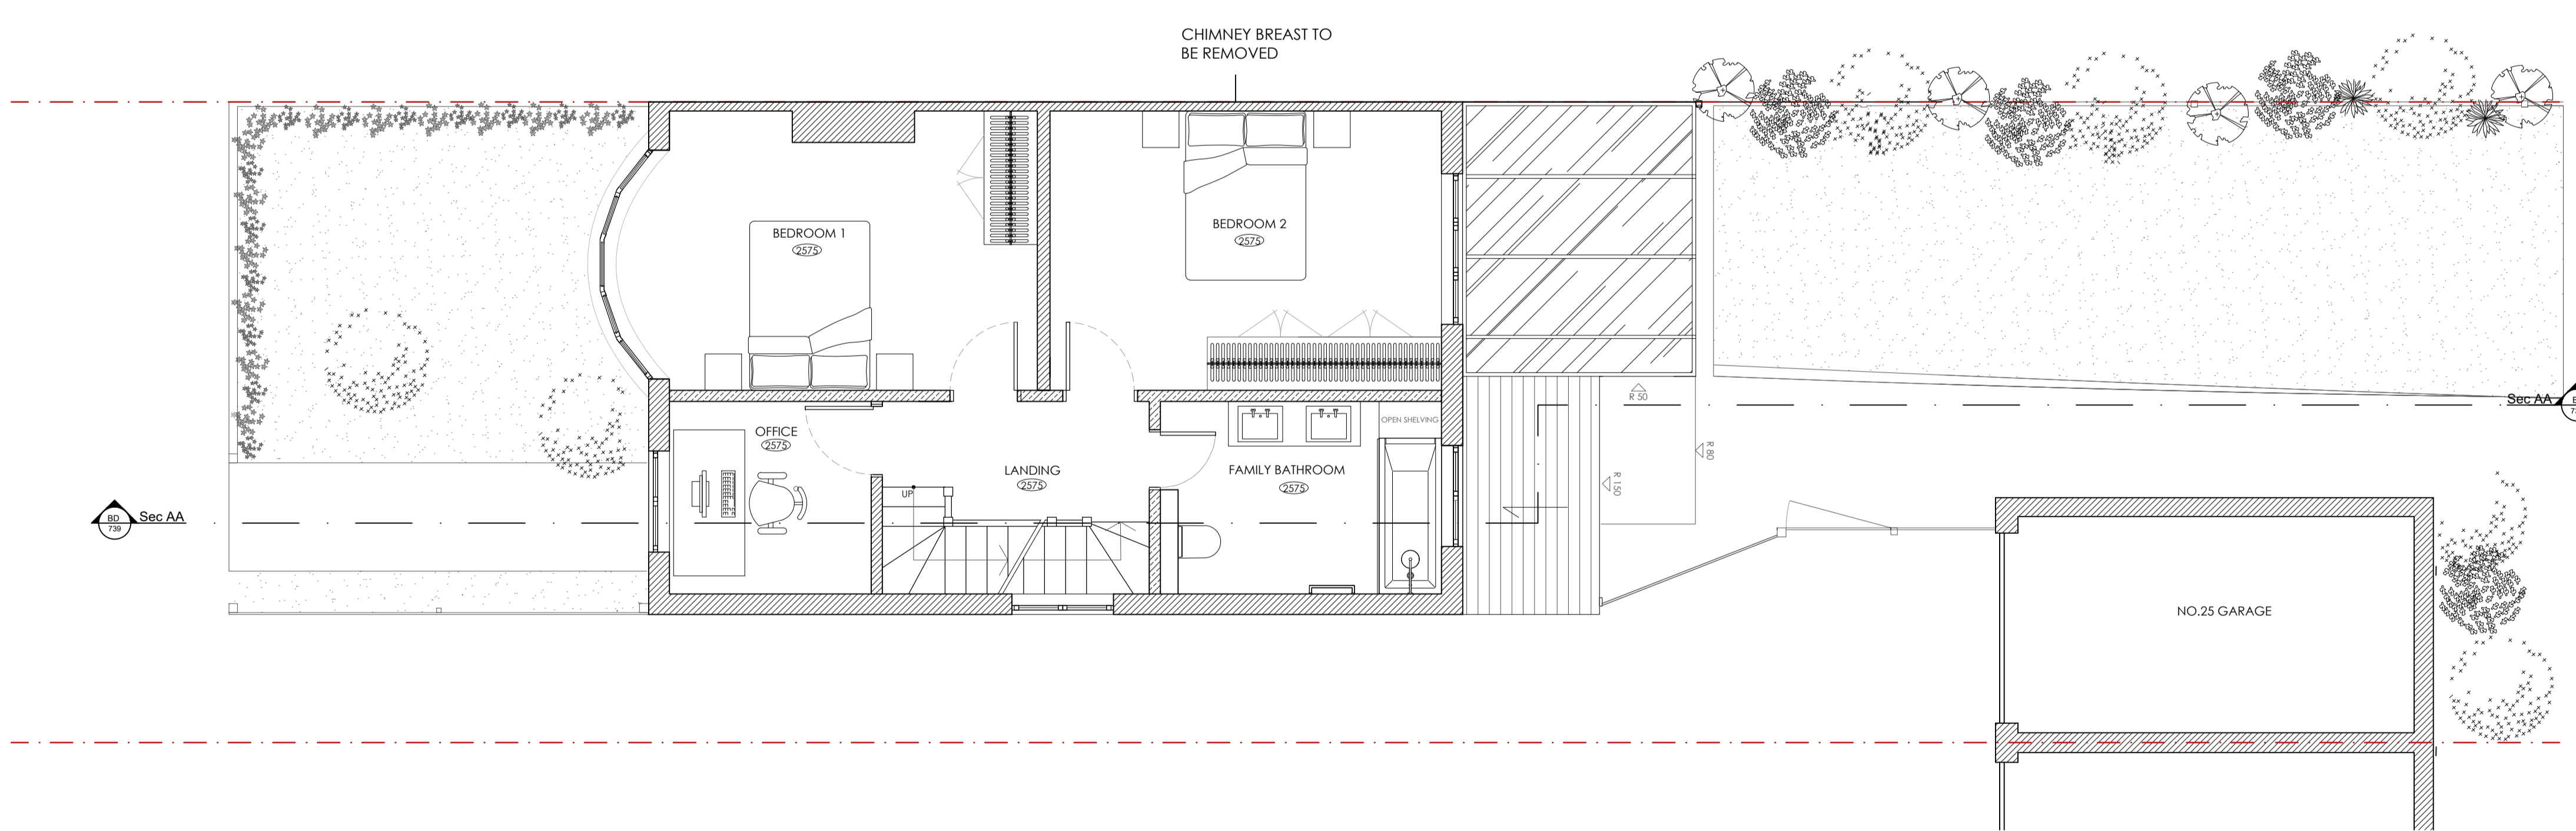 CHIMNEY BREAST TO
BE REMOVED
BEDROOM 1
2575
BEDROOM 2
2575
OFFICE
2575
LANDING
2575
UP
FAMILY BATHROOM
2575
OPEN SHELVING
R 50
R 80
R 150
BD
739
Sec AA
Sec AA
NO.25 GARAGE